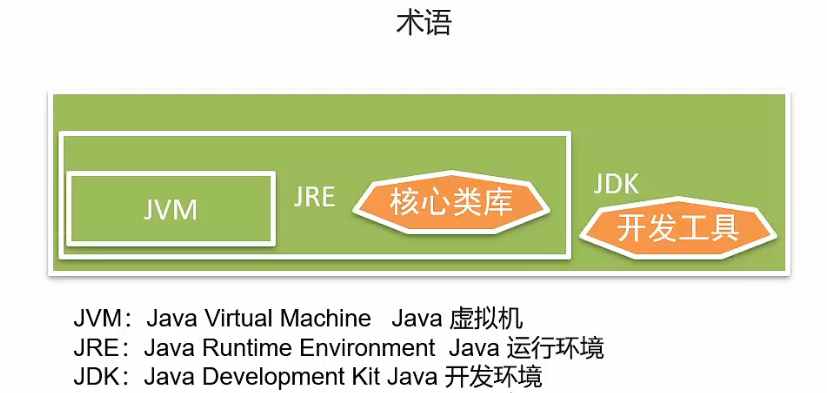 术语
JVM
JRE
核心类库
JDK
开发工具
JVM：Java Virtual Machine Java 虚拟机
JRE：Java Runtime Environment Java 运行环境
JDK：Java Development Kit Java 开发环境